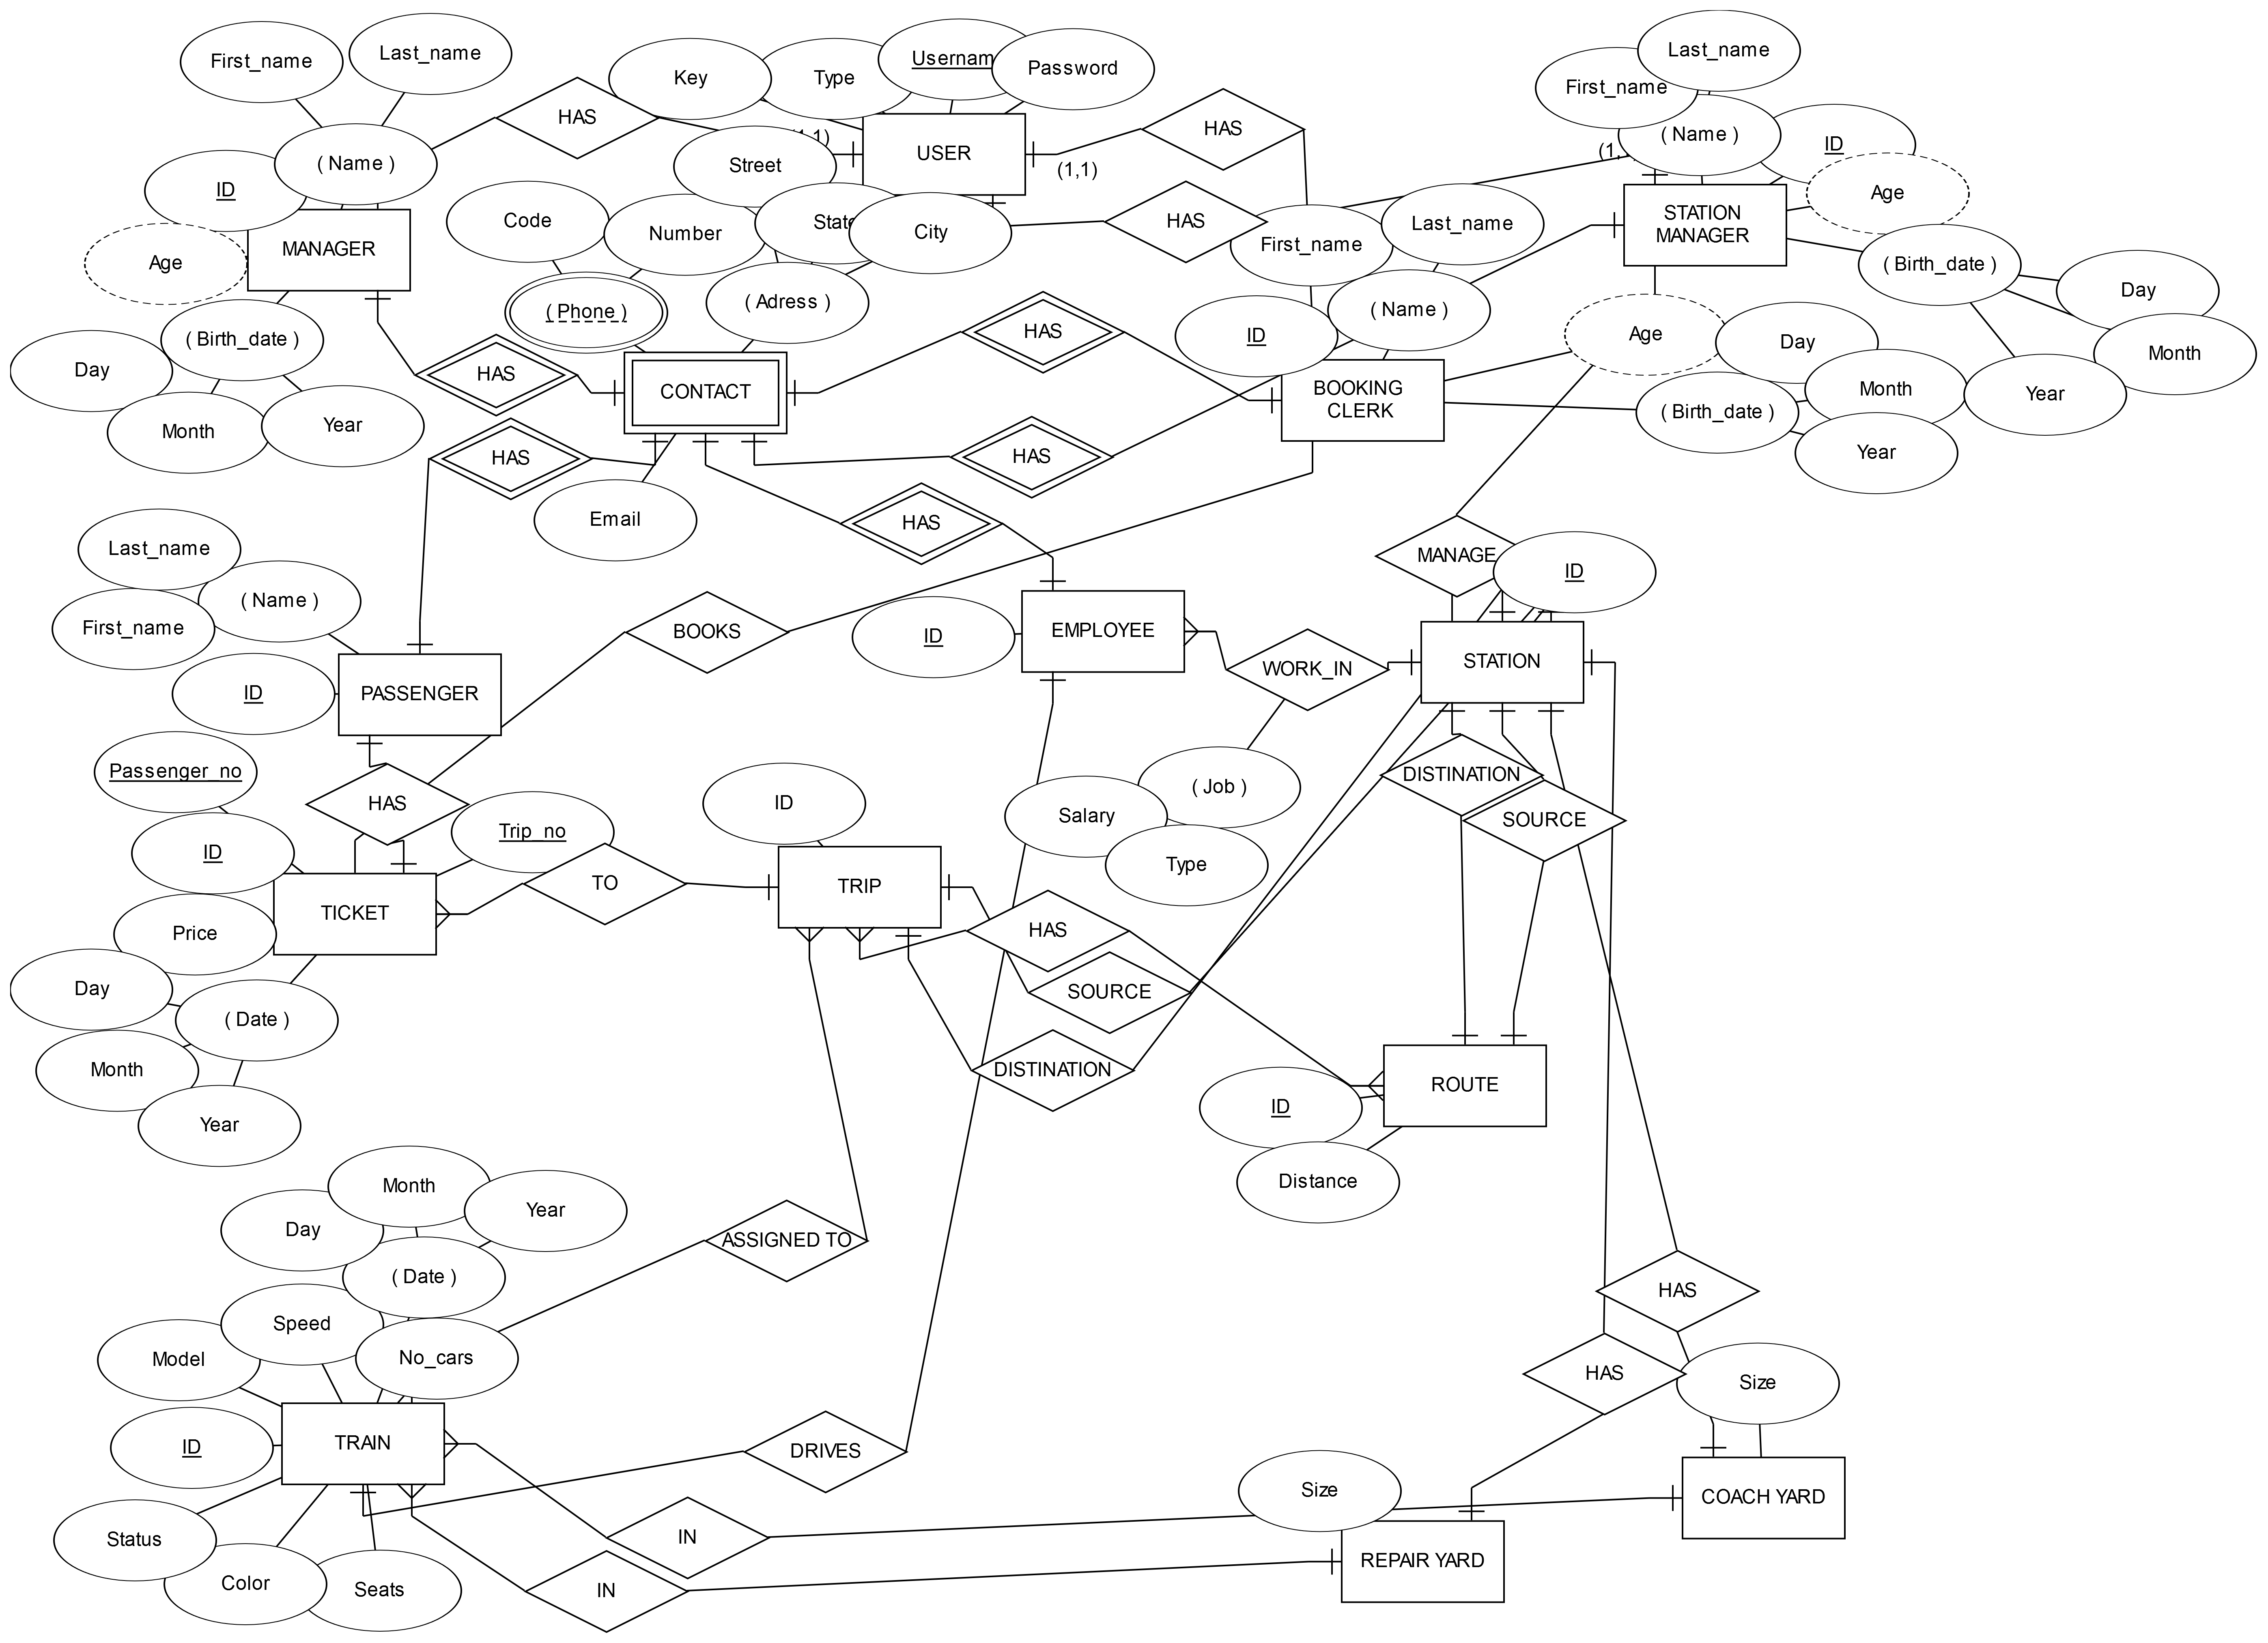 Last_name
First_name
Last_name
Key
Type
Password
First_name
HAS
HAS
( Name )
USER
( Name )
ID
(1,1)
Street
ID
Age
Code
Number
City
HAS
Last_name
STATION
MANAGER
First_name
MANAGER
Age
( Birth_date )
( Phone )
( Adress )
( Name )
Day
ID
HAS
Age
Day
( Birth_date )
Month
Day
HAS
CONTACT
BOOKING
CLERK
Month
Year
( Birth_date )
Month
Year
HAS
HAS
Year
Email
HAS
Last_name
MANAGE
ID
( Name )
First_name
BOOKS
ID
EMPLOYEE
WORK_IN
STATION
ID
PASSENGER
Passenger_no
HAS
ID
Salary
( Job )
DISTINATION
SOURCE
Trip_no
ID
Type
TO
TRIP
TICKET
Price
HAS
Day
SOURCE
( Date )
Month
DISTINATION
ROUTE
ID
Year
Distance
Month
Year
Day
ASSIGNED TO
( Date )
HAS
Speed
Model
No_cars
HAS
Size
ID
TRAIN
DRIVES
Size
COACH YARD
Status
IN
REPAIR YARD
Color
Seats
IN